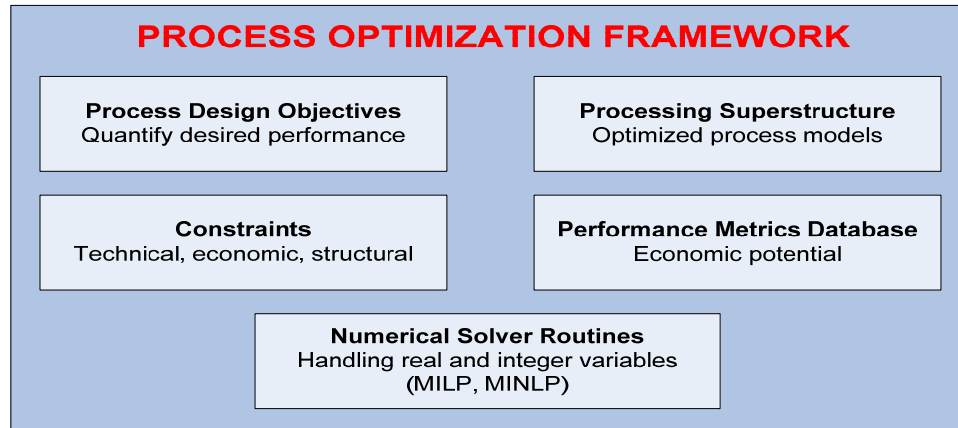 PROCESS OPTIMIZATION FRAMEWORK
Process Design Objectives
Quantify desired performance
Processing Superstructure
Optimized process models
Constraints
Technical, economic, structural
Performance Metrics Database
Economic potential
Numerical Solver Routines
Handling real and integer variables
(MILP, MINLP)